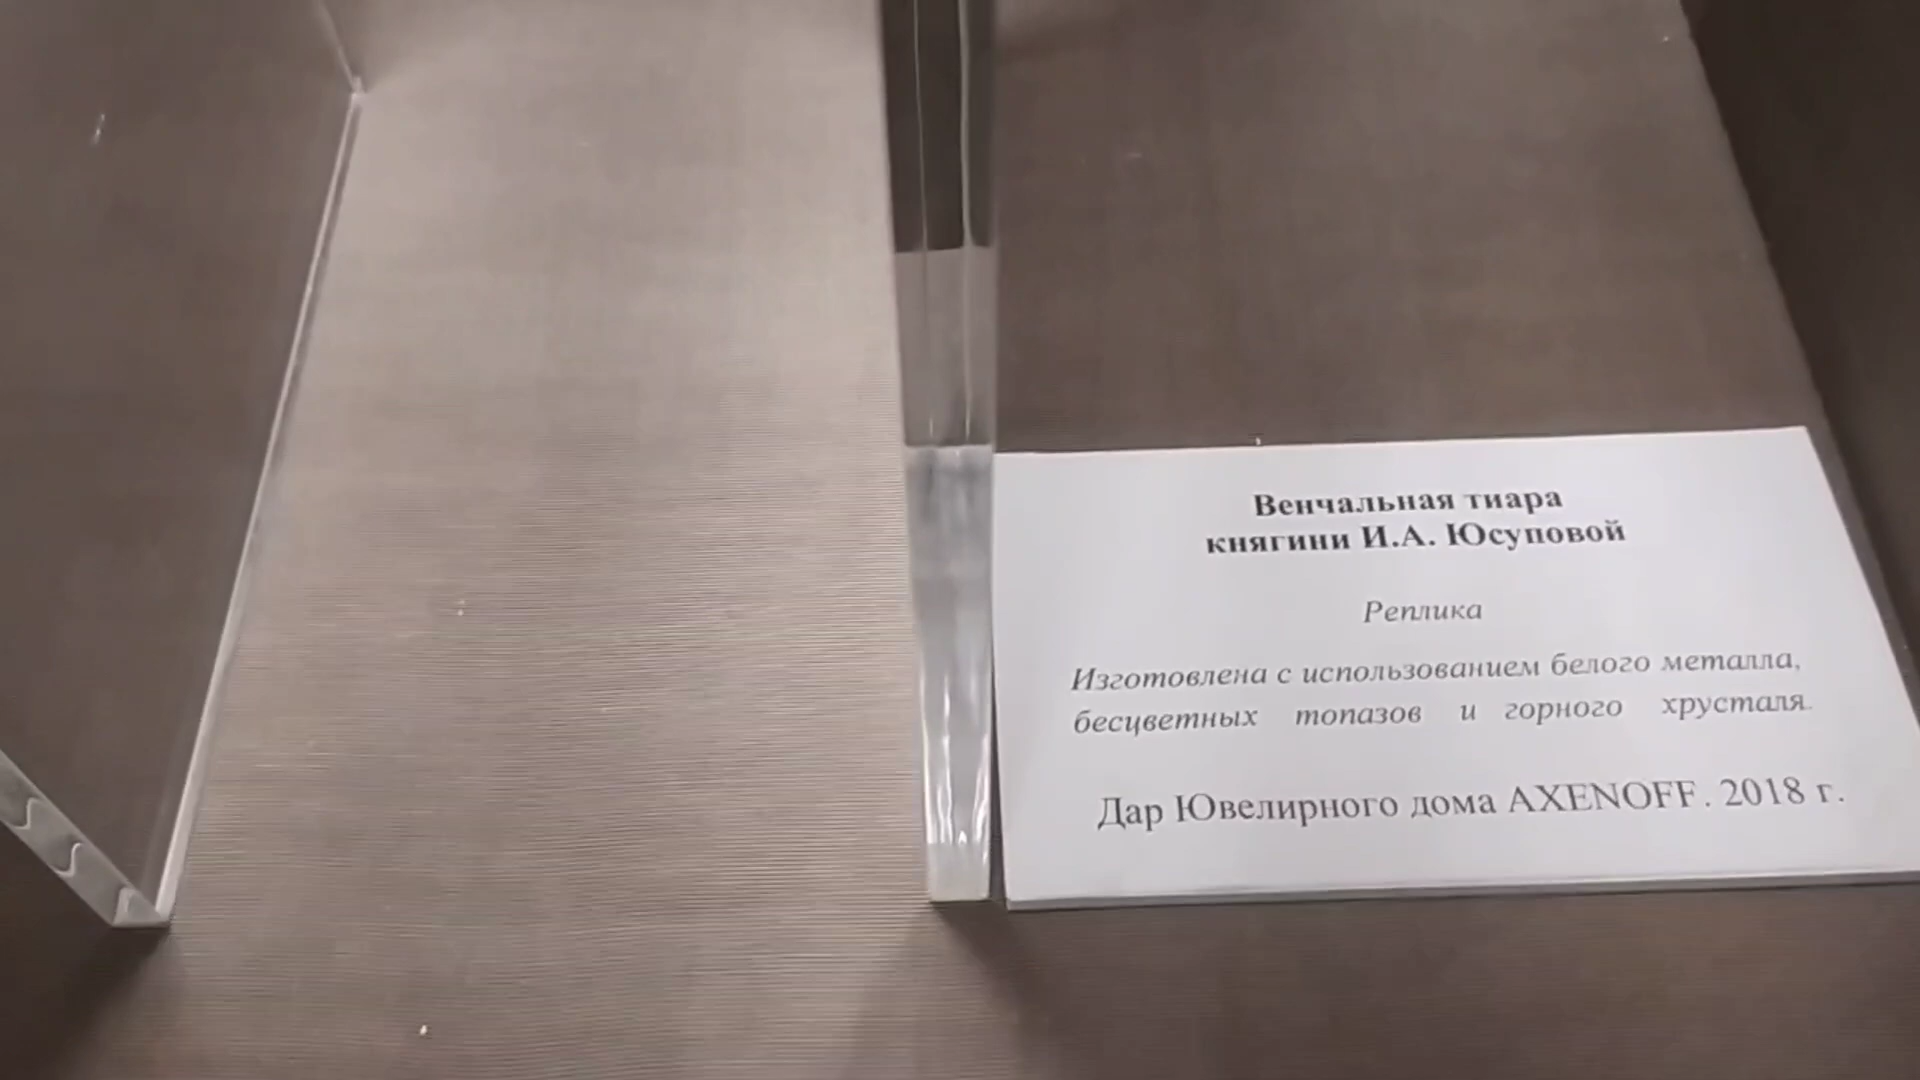 Венчальная тиара
княгини И.А. Юсуповой
Реплика
Изготовлена с использованием белого металла,
бесцветных топазов и горного хрусталя.
Дар Ювелирного дома AXENOFF. 2018 г.